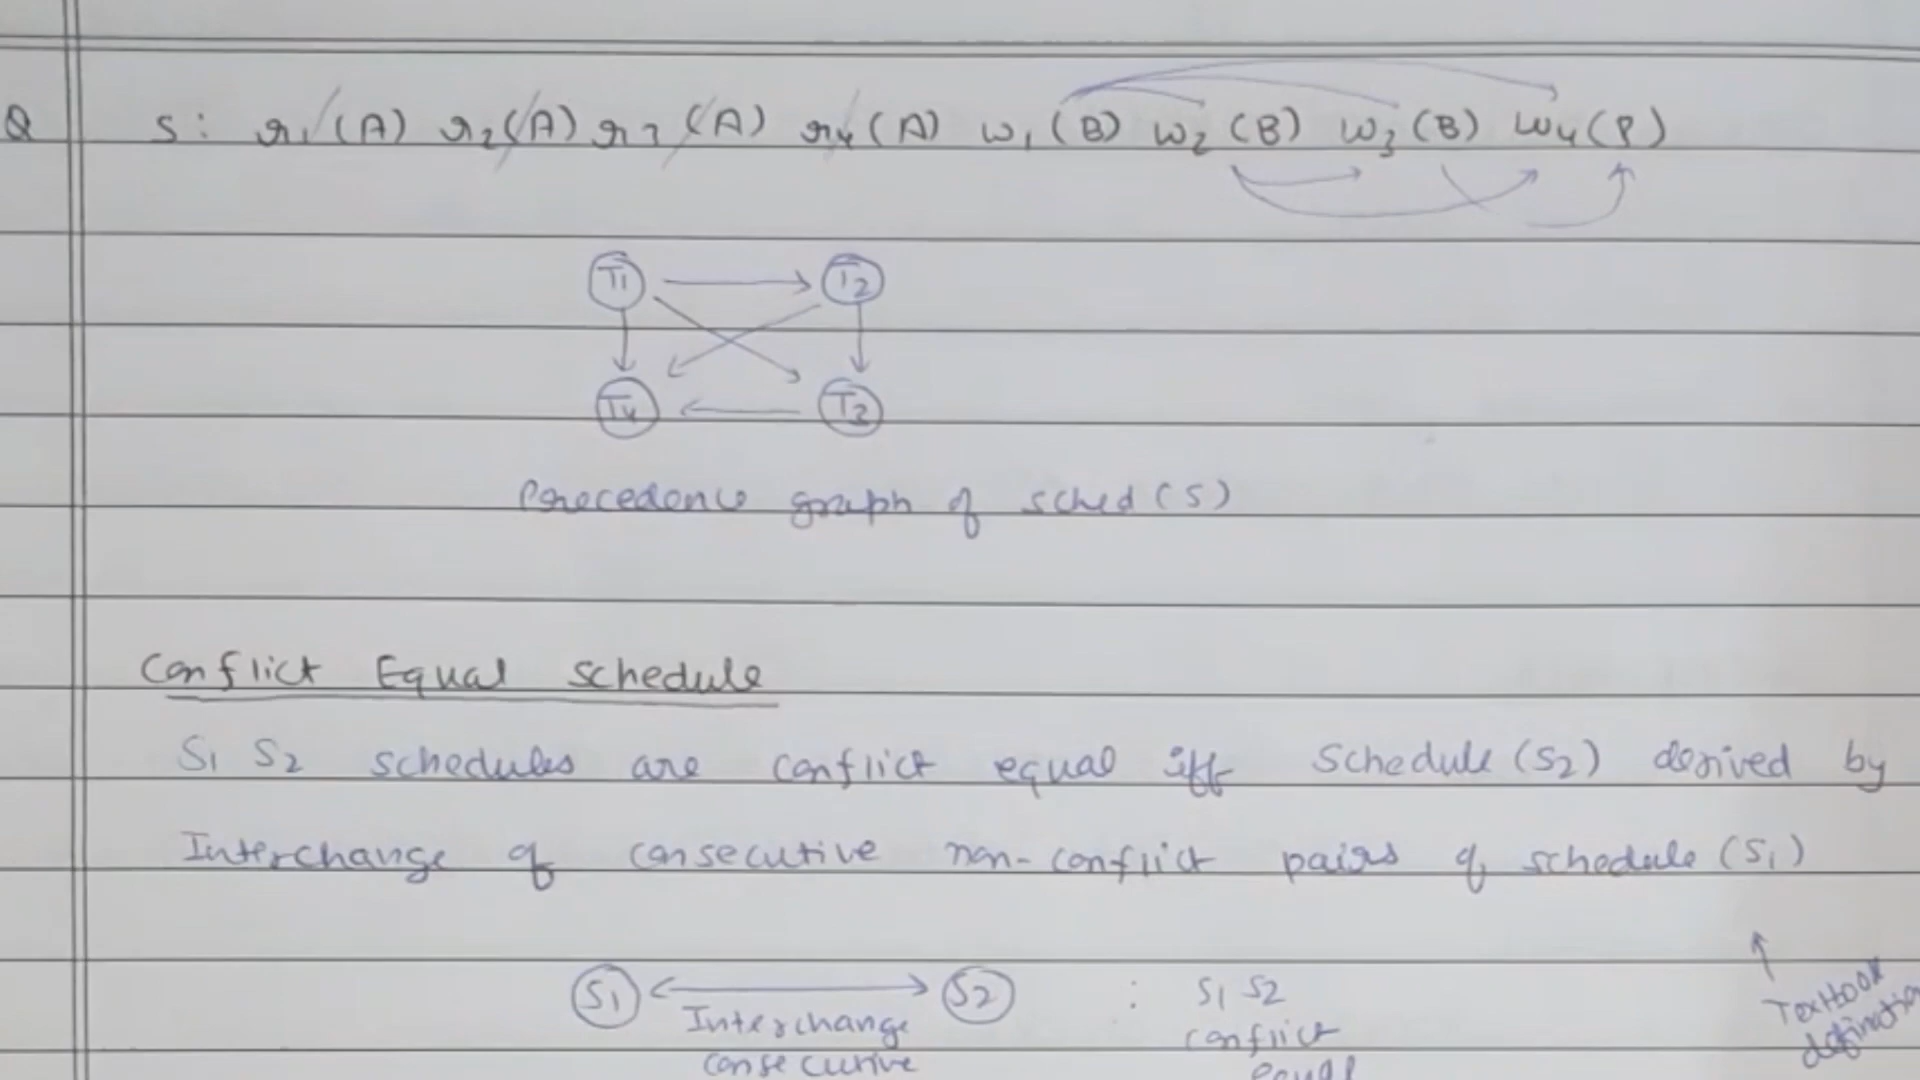 Q S: r1(A) r2(A) r3(A) r4(A) w1(B) w2(B) w3(B) w4(B)
T1 T2
T4 T3
Precedence graph of sched(S)
Conflict Equal Schedule
S1 S2 schedules are conflict equal iff Schedule (S2) derived by
Interchange of consecutive non-conflict pairs of schedule (S1)
S1 S2 : S1 S2
Interchange conflict
consecutive equal
Textbook
definition